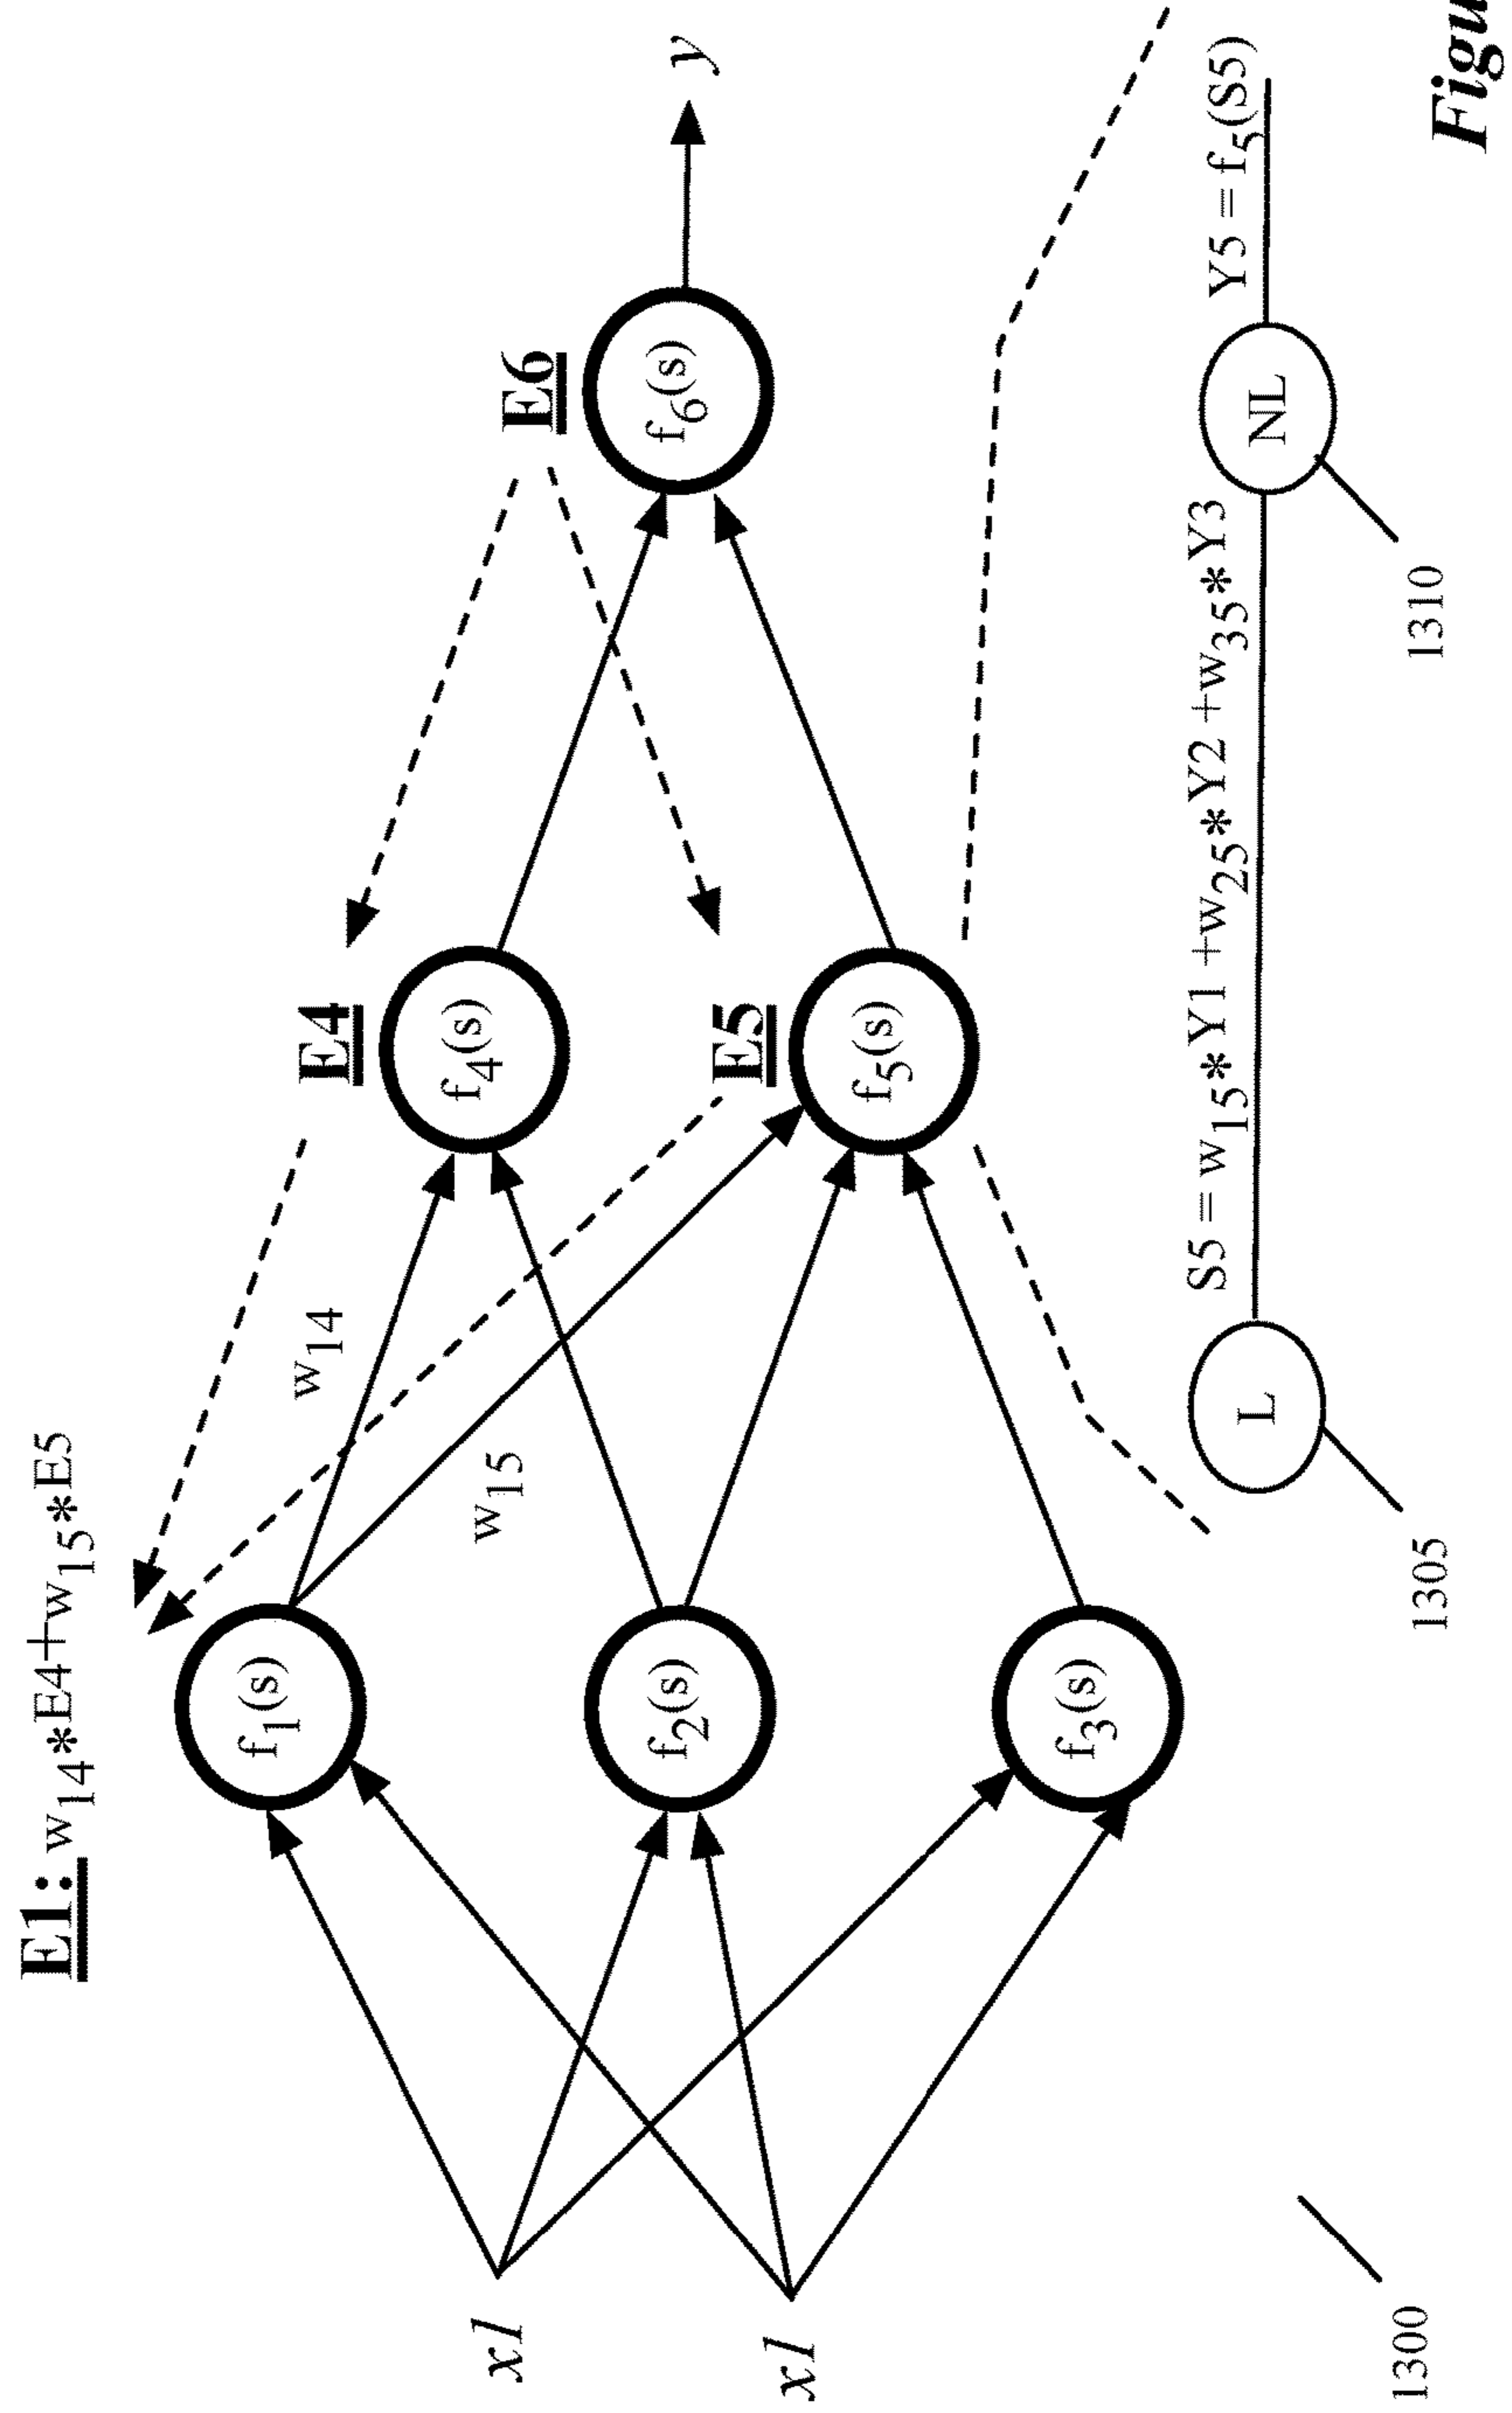 E1: w14*E4+w15*E5
w14
E4
E6
f1(s)
f4(s)
x1
w15
f2(s)
E5
f6(s)
y
x1
f5(s)
f3(s)
S5 = w15*Y1 +w25*Y2 +w35*Y3
Y5 = f5(S5)
L
NL
1300
1305
1310
Figu